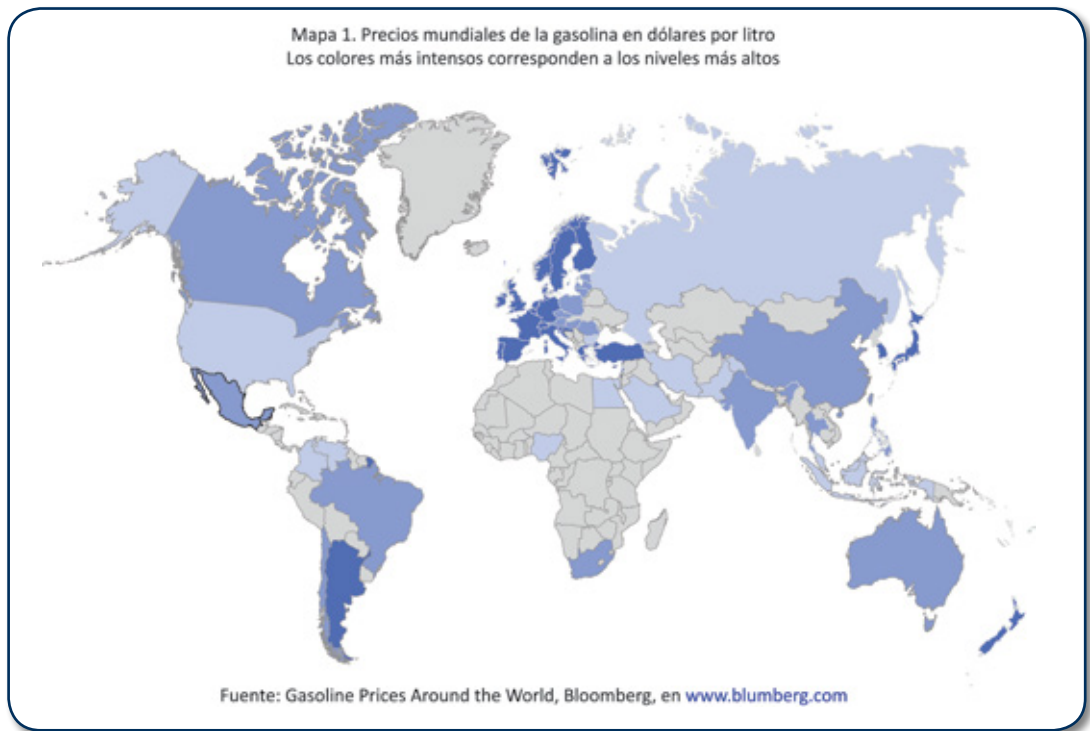 Mapa 1. Precios mundiales de la gasolina en dólares por litro
Los colores más intensos corresponden a los niveles más altos
Fuente: Gasoline Prices Around the World, Bloomberg, en www.blumberg.com